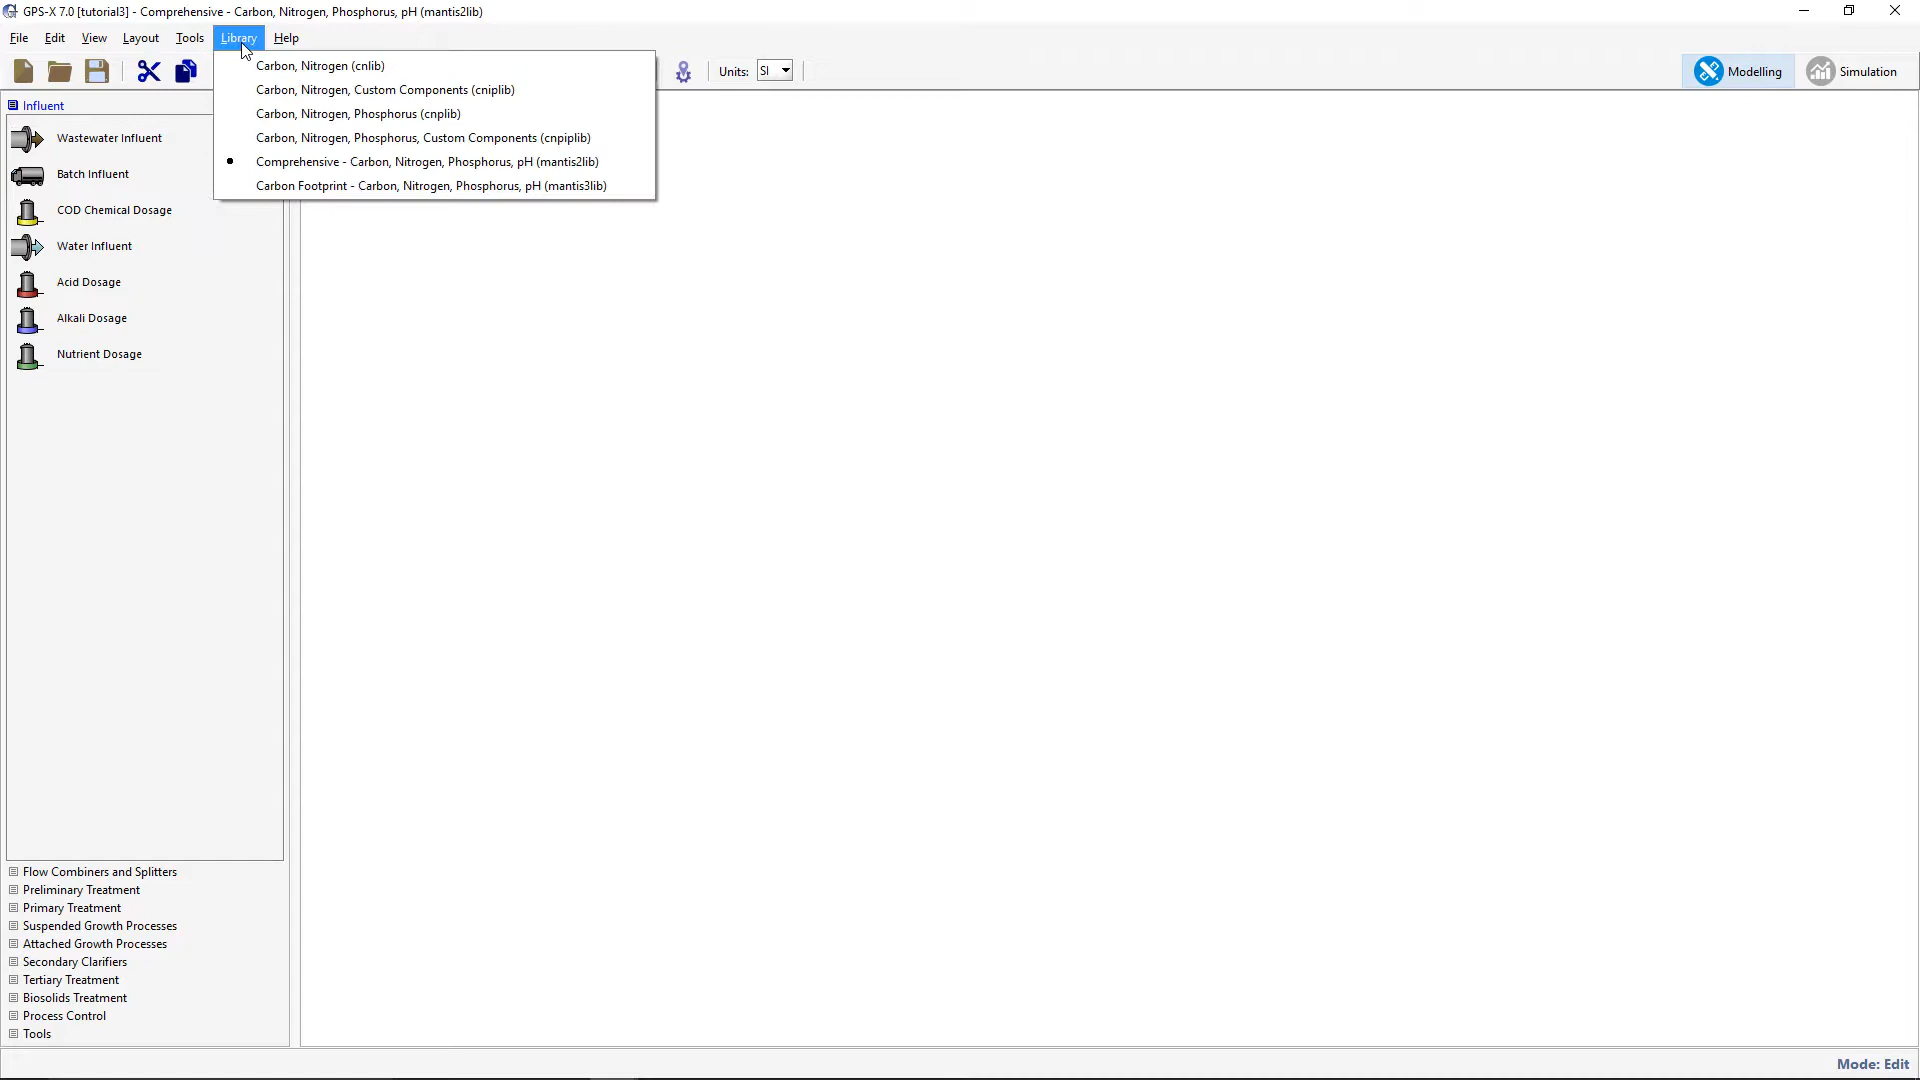 GPS-X 7.0 [tutorial3] - Comprehensive - Carbon, Nitrogen, Phosphorus, pH (mantis2lib)
File Edit View Layout Tools Library Help
Carbon, Nitrogen (cnlib)
Carbon, Nitrogen, Custom Components (cniplib)
Carbon, Nitrogen, Phosphorus (cnplib)
Carbon, Nitrogen, Phosphorus, Custom Components (cnpiplib)
Comprehensive - Carbon, Nitrogen, Phosphorus, pH (mantis2lib)
Carbon Footprint - Carbon, Nitrogen, Phosphorus, pH (mantis3lib)
Units: SI
Modelling
Simulation
Influent
Wastewater Influent
Batch Influent
COD Chemical Dosage
Water Influent
Acid Dosage
Alkali Dosage
Nutrient Dosage
Flow Combiners and Splitters
Preliminary Treatment
Primary Treatment
Suspended Growth Processes
Attached Growth Processes
Secondary Clarifiers
Tertiary Treatment
Biosolids Treatment
Process Control
Tools
Mode: Edit